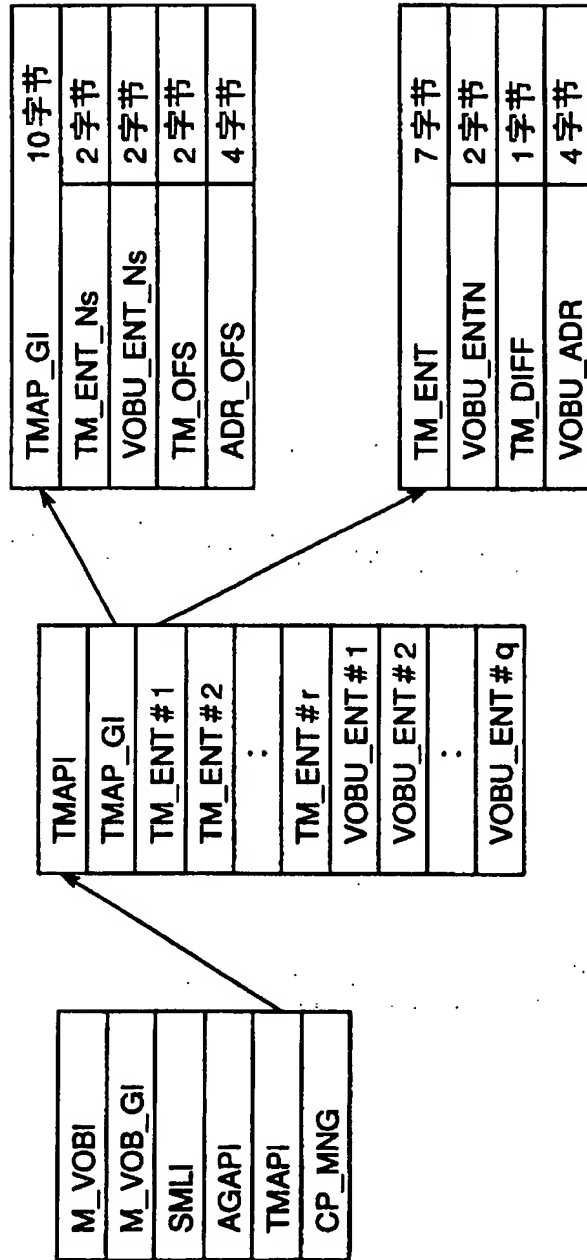 M_VOBI
M_VOB_GI
SMLI
AGAPI
TMAPI
CP_MNG
TMAPI
TMAP_GI
TM_ENT#1
TM_ENT#2
:
TM_ENT#r
VOBU_ENT#1
VOBU_ENT#2
:
VOBU_ENT#q
TMAP_GI 10字节
TM_ENT_Ns 2字节
VOBU_ENT_Ns 2字节
TM_OFS 2字节
ADR_OFS 4字节
TM_ENT 7字节
VOBU_ENTN 2字节
TM_DIFF 1字节
VOBU_ADR 4字节